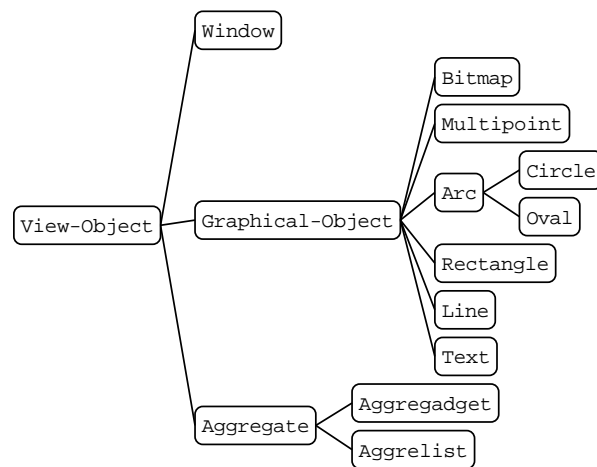 Window
Bitmap
Multipoint
Circle
Arc
Oval
View-Object
Graphical-Object
Rectangle
Line
Text
Aggregadget
Aggregate
Aggrelist